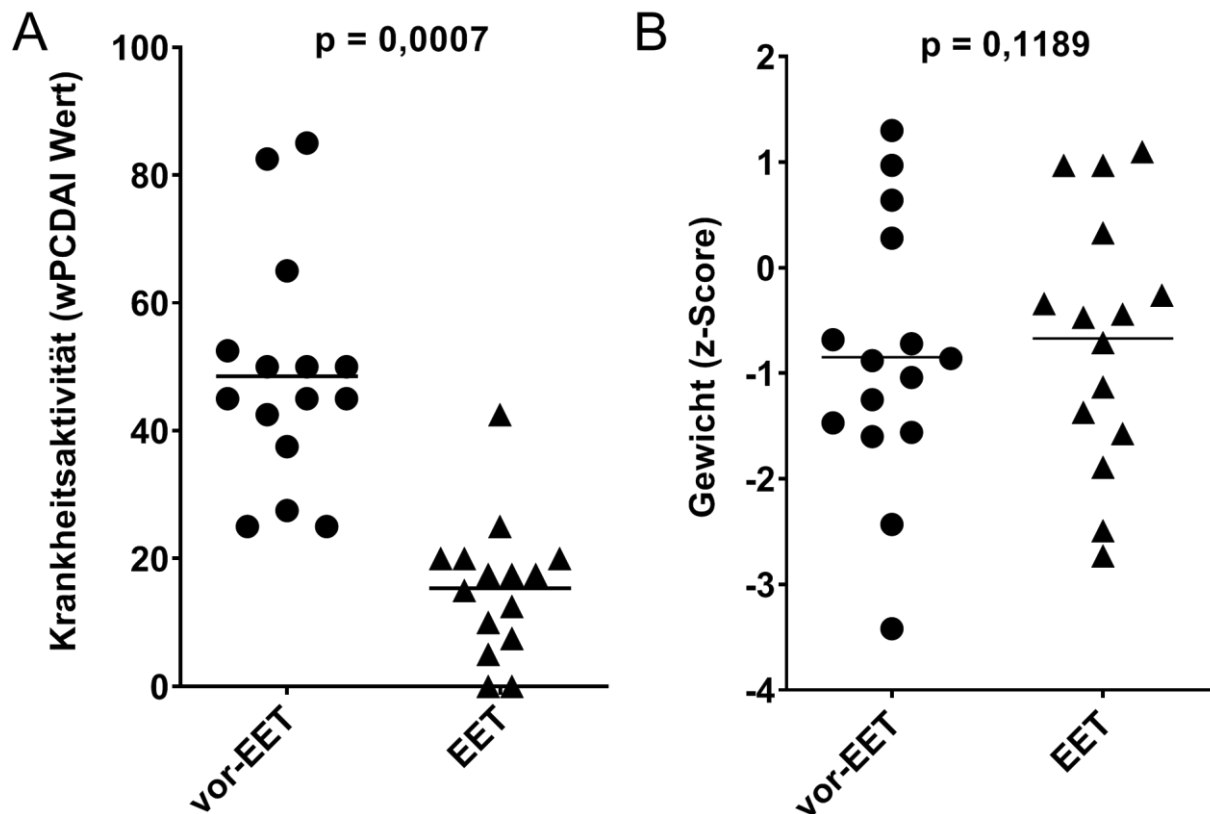 A
p = 0,0007
Krankheitsaktivität (wPCDAI Wert)
100
80
60
40
20
0
vor-EET
EET
B
p = 0,1189
Gewicht (z-Score)
2
1
0
-1
-2
-3
-4
vor-EET
EET